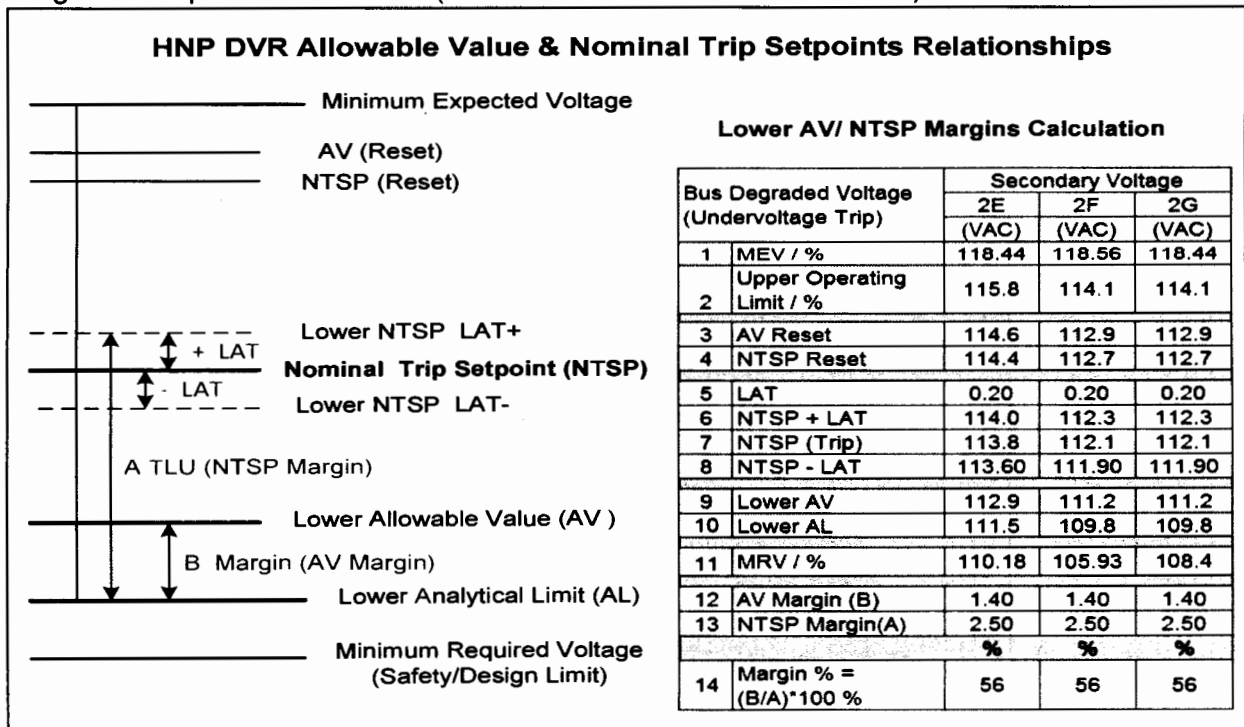 HNP DVR Allowable Value & Nominal Trip Setpoints Relationships
Minimum Expected Voltage
AV (Reset)
NTSP (Reset)
Lower NTSP LAT+
+ LAT
Nominal Trip Setpoint (NTSP)
- LAT
Lower NTSP LAT-
A TLU (NTSP Margin)
Lower Allowable Value (AV )
B Margin (AV Margin)
Lower Analytical Limit (AL)
Minimum Required Voltage
(Safety/Design Limit)
Lower AV/ NTSP Margins Calculation
Bus Degraded Voltage
(Undervoltage Trip)
Secondary Voltage
2E 2F 2G
(VAC) (VAC) (VAC)
1 MEV / % 118.44 118.56 118.44
2 Upper Operating
Limit / % 115.8 114.1 114.1
3 AV Reset 114.6 112.9 112.9
4 NTSP Reset 114.4 112.7 112.7
5 LAT 0.20 0.20 0.20
6 NTSP + LAT 114.0 112.3 112.3
7 NTSP (Trip) 113.8 112.1 112.1
8 NTSP - LAT 113.60 111.90 111.90
9 Lower AV 112.9 111.2 111.2
10 Lower AL 111.5 109.8 109.8
11 MRV / % 110.18 105.93 108.4
12 AV Margin (B) 1.40 1.40 1.40
13 NTSP Margin(A) 2.50 2.50 2.50
% % %
14 Margin % =
(B/A)*100 % 56 56 56